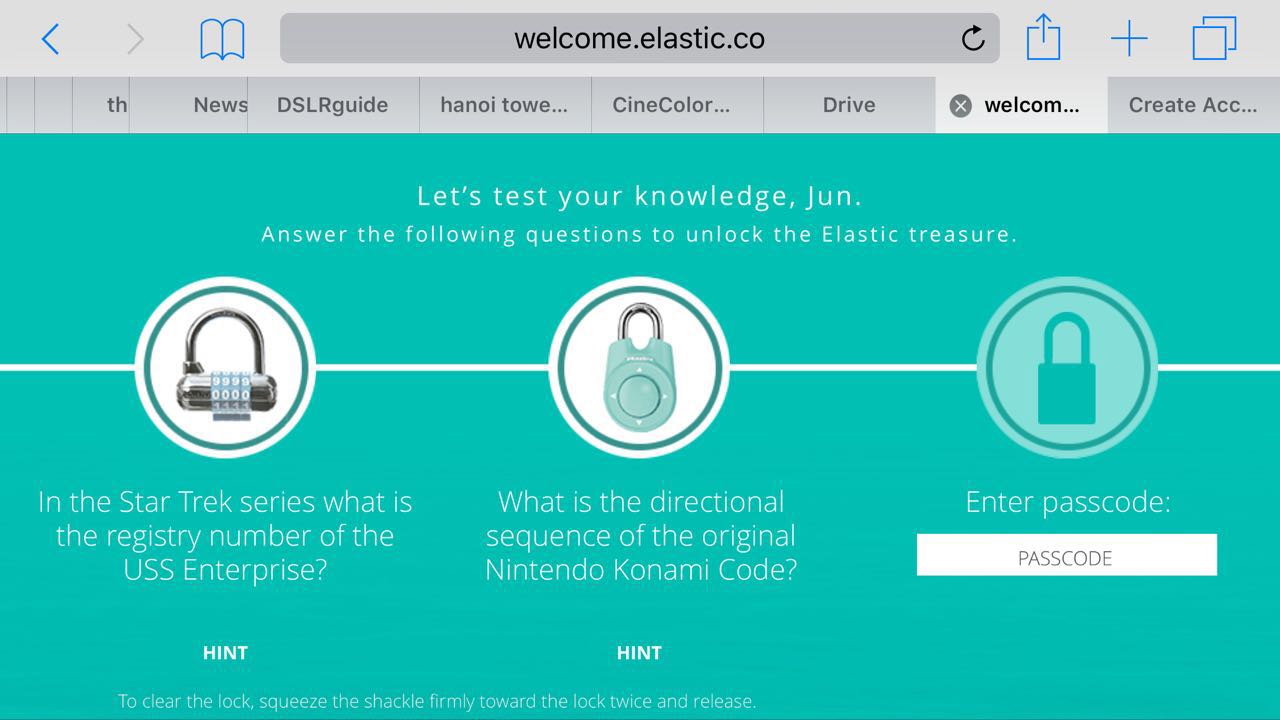 welcome.elastic.co
th
News
DSLRguide
hanoi towe...
CineColor...
Drive
welcom...
Create Acc...
Let’s test your knowledge, Jun.
Answer the following questions to unlock the Elastic treasure.
9999
0000
In the Star Trek series what is
the registry number of the
USS Enterprise?
HINT
What is the directional
sequence of the original
Nintendo Konami Code?
HINT
To clear the lock, squeeze the shackle firmly toward the lock twice and release.
Enter passcode:
PASSCODE